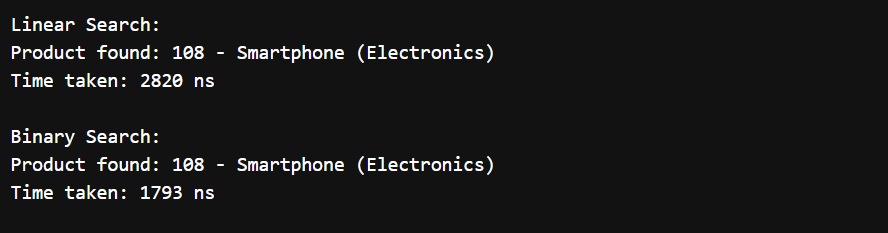 Linear Search:
Product found: 108 - Smartphone (Electronics)
Time taken: 2820 ns
Binary Search:
Product found: 108 - Smartphone (Electronics)
Time taken: 1793 ns